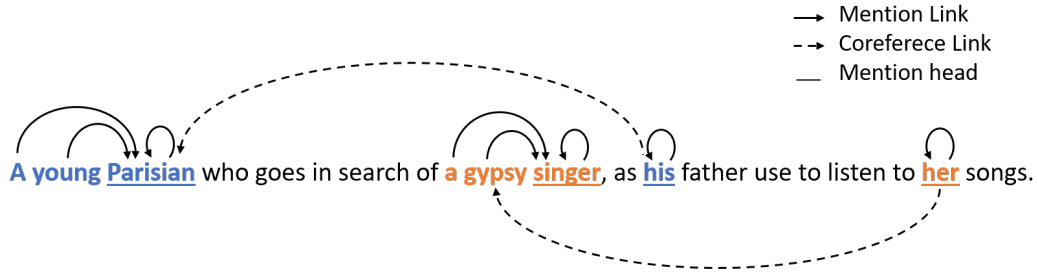 Mention Link
Coreferece Link
Mention head
A young Parisian who goes in search of a gypsy singer, as his father use to listen to her songs.